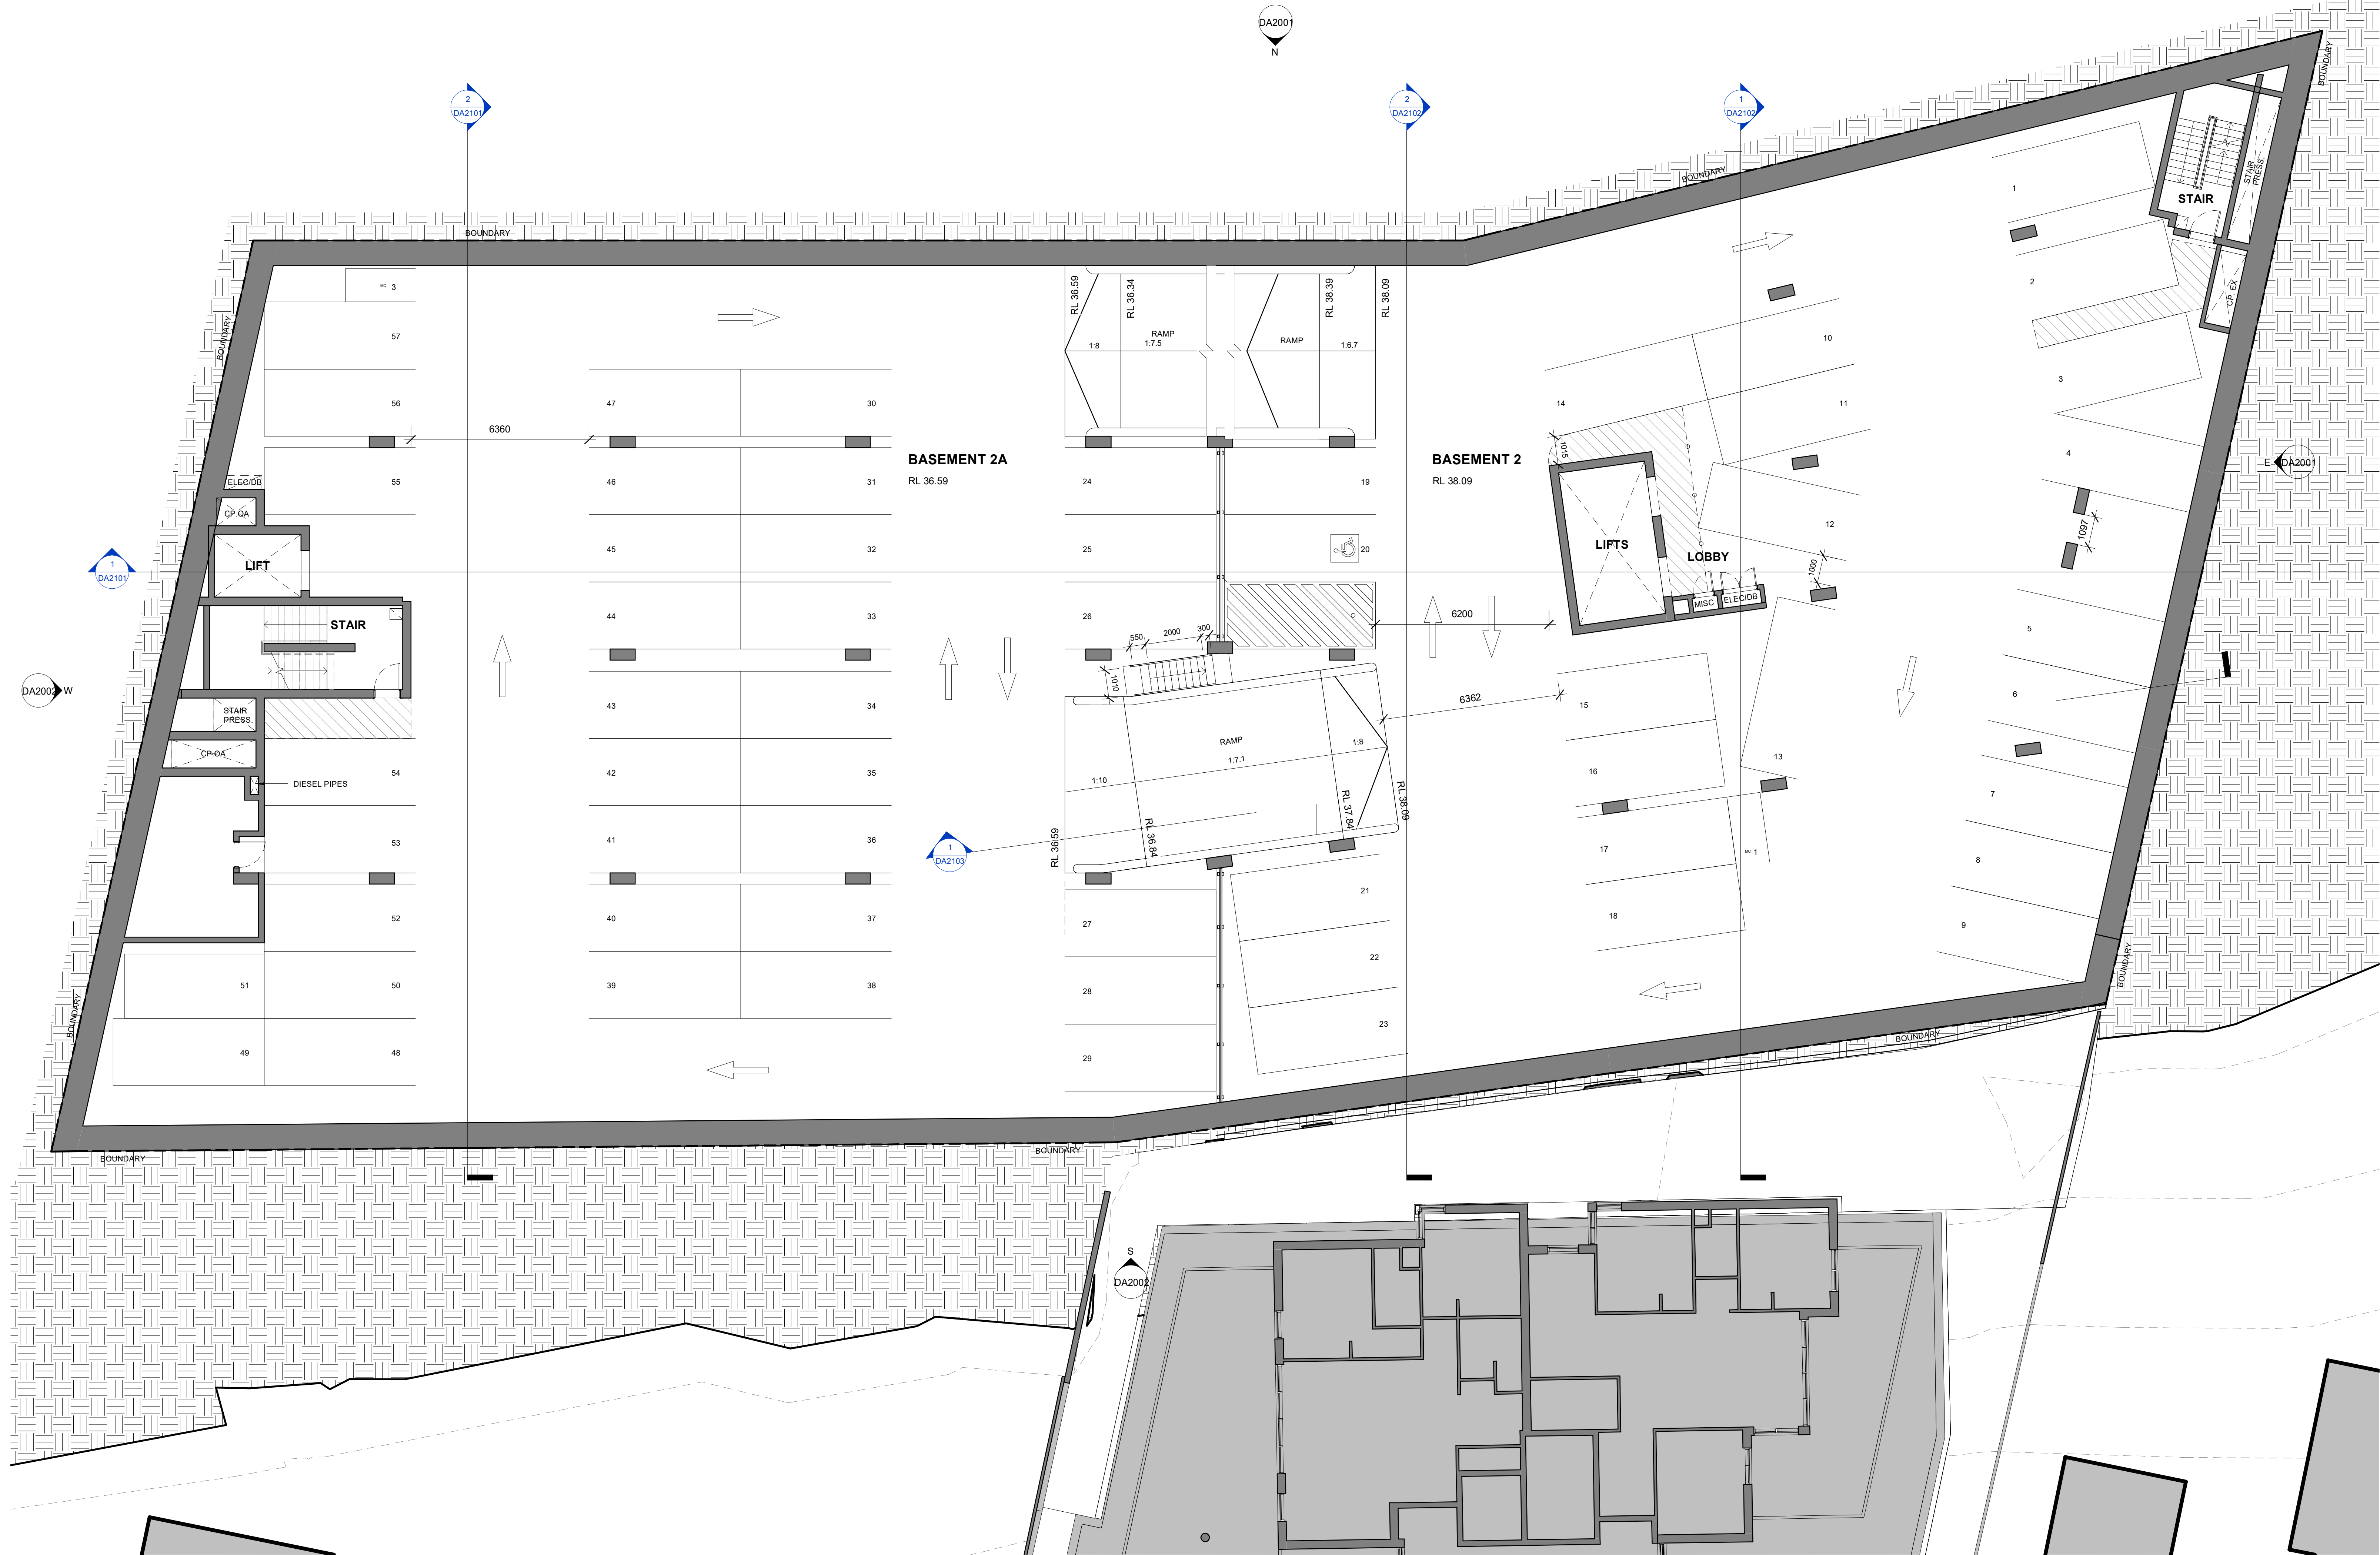 DA2001
N
2
DA2101
2
DA2102
1
DA2102
BOUNDARY
BOUNDARY
BOUNDARY
BOUNDARY
STAIR
STAIR
PRESS.
CP. EX
1
2
3
4
1097
5
6
7
8
9
E
DA2001
MC 3
57
56
6360
55
ELEC/DB
CP.OA
LIFT
1
DA2101
STAIR
DA2002
W
STAIR
PRESS.
CP.OA
DIESEL PIPES
54
53
52
51
50
49
48
BOUNDARY
BOUNDARY
47
46
45
44
43
42
41
40
39
30
31
32
33
34
35
36
37
38
BASEMENT 2A
RL 36.59
RL 36.59
RL 36.34
RAMP
1:8
1:7.5
RAMP
1:6.7
RL 38.39
RL 38.09
24
25
26
19
20
550
2000
300
1010
6200
RAMP
1:7.1
1:8
1:10
RL 36.59
RL 36.84
RL 37.84
RL 38.09
6362
1
DA2103
27
28
29
21
22
23
BASEMENT 2
RL 38.09
14
10
11
12
1015
LIFTS
LOBBY
MISC
ELEC/DB
1000
15
16
17
18
13
MC 1
BOUNDARY
BOUNDARY
BOUNDARY
S
DA2002